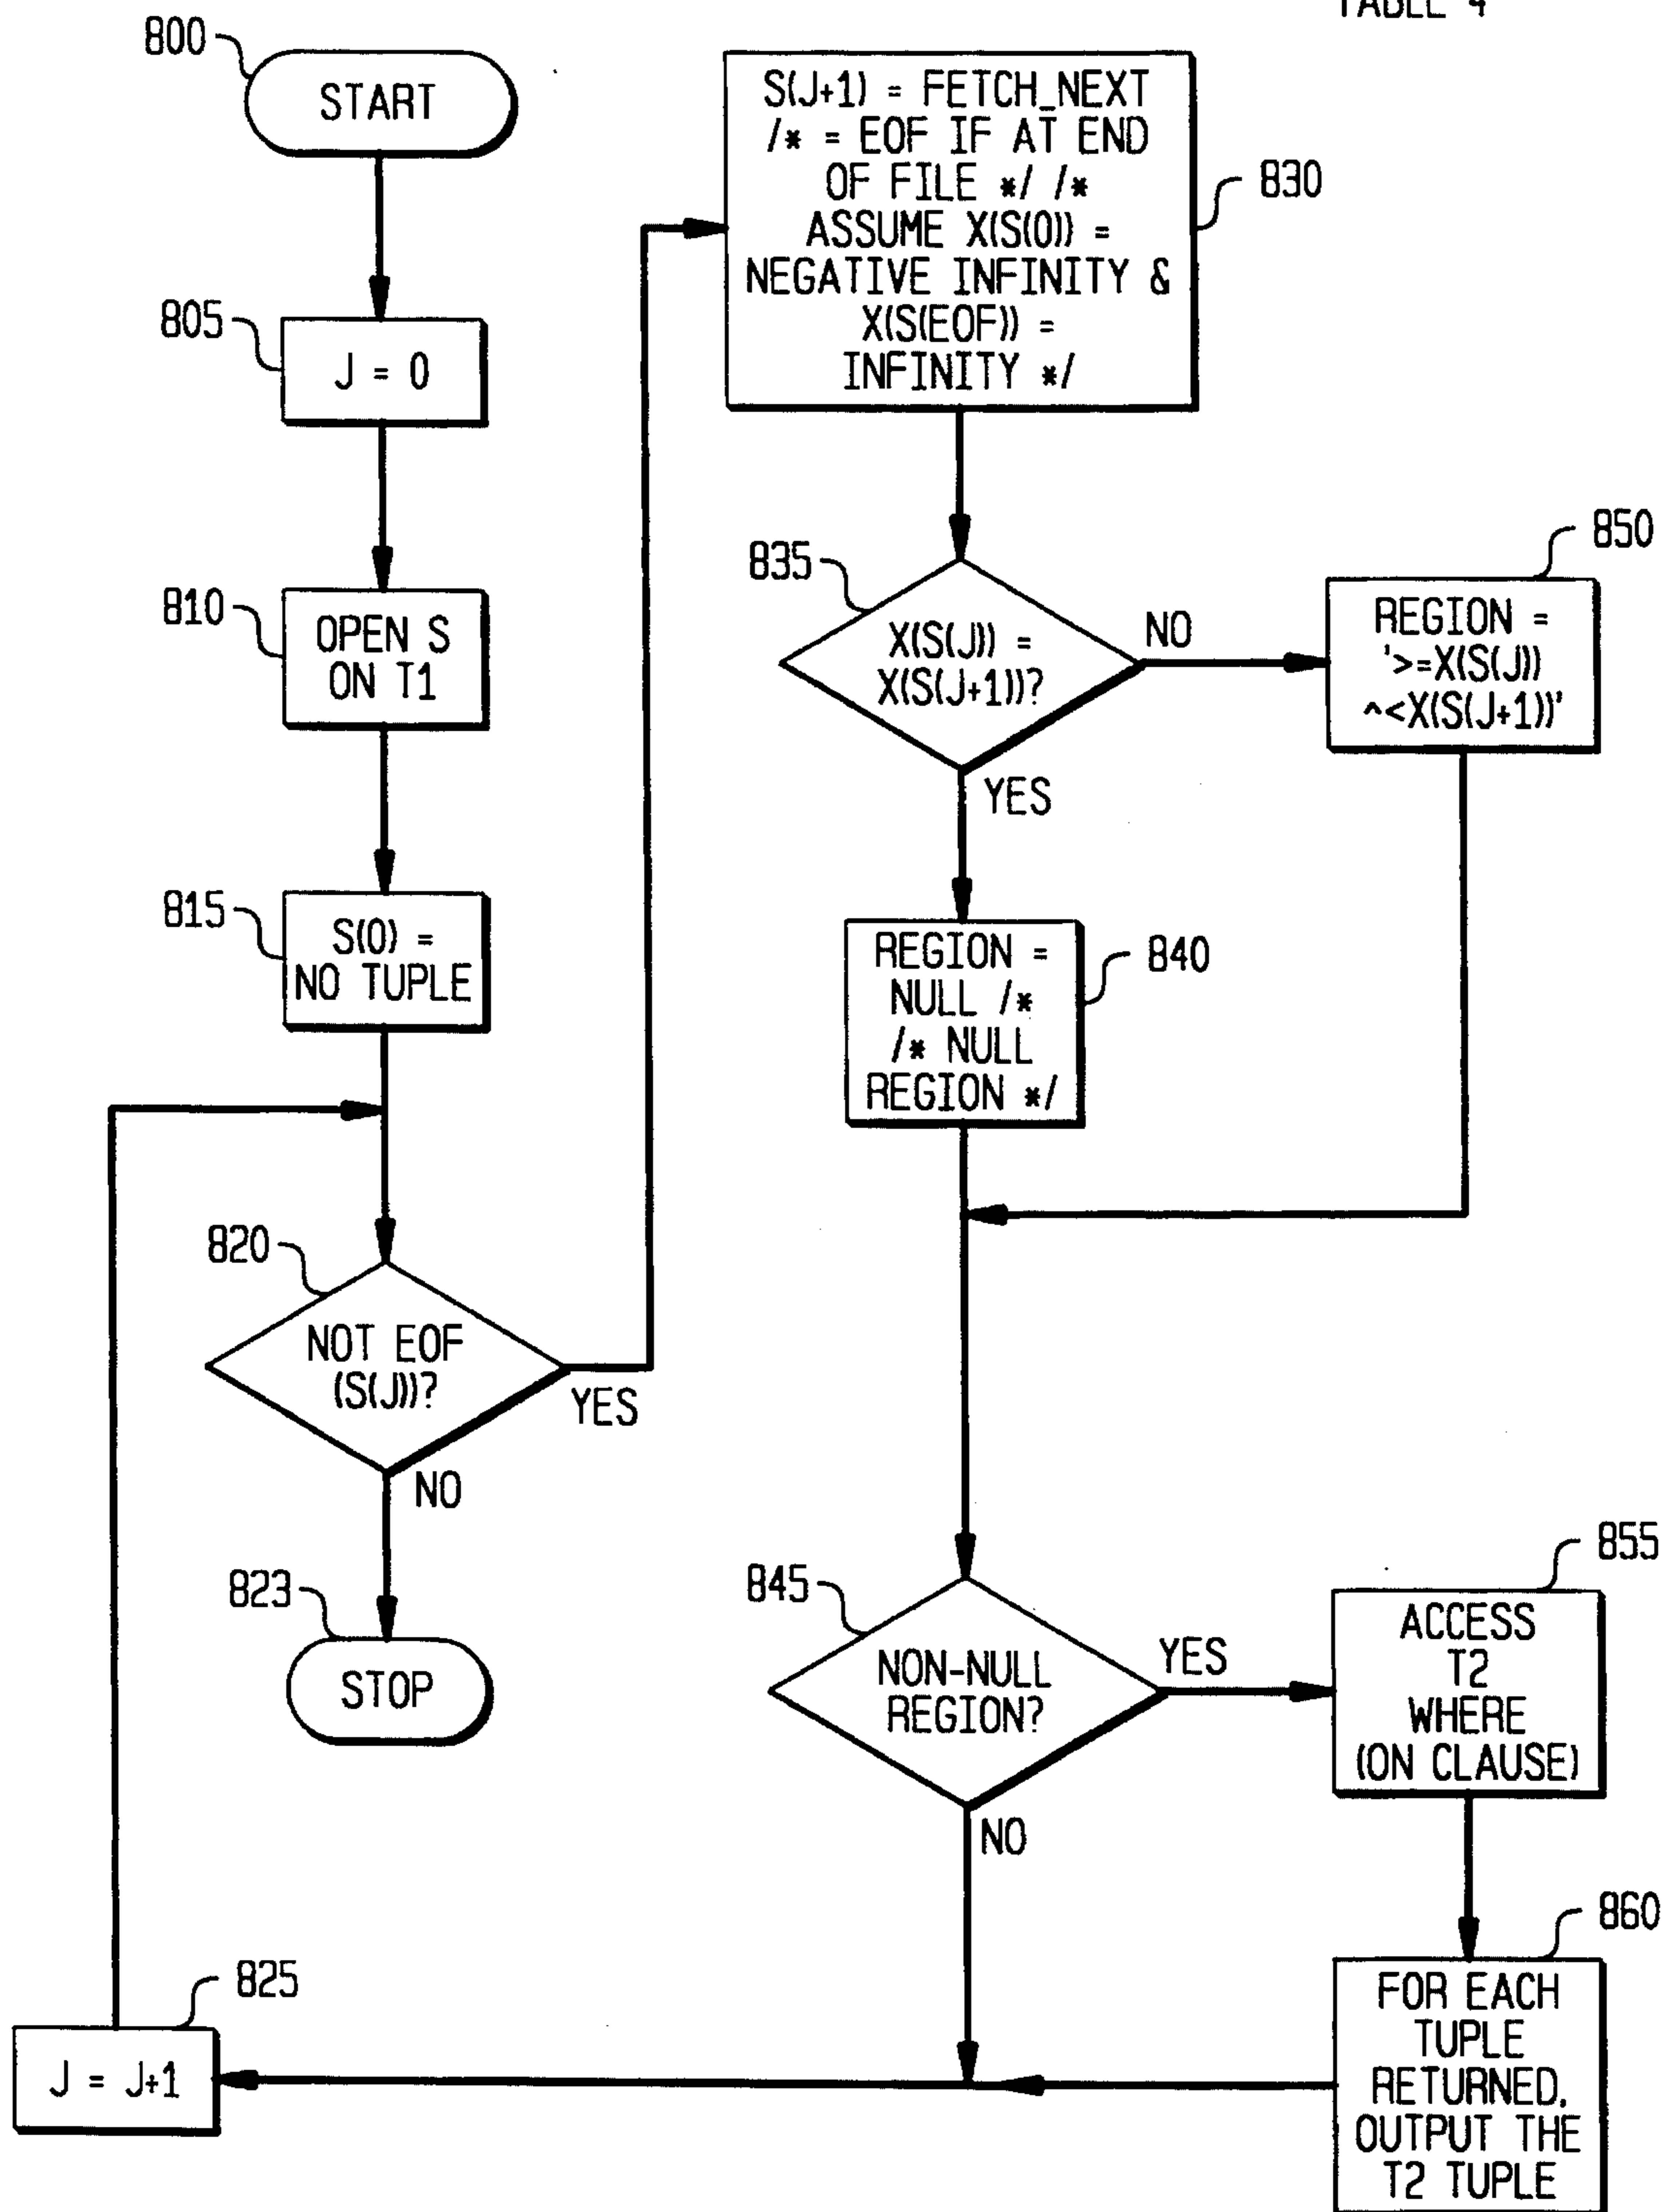 TABLE 4
800
START
805
J = 0
810
OPEN S
ON T1
815
S(0) =
NO TUPLE
820
NOT EOF
(S(J))?
YES
NO
823
STOP
825
J = J+1
S(J+1) = FETCH_NEXT
/* = EOF IF AT END
OF FILE */ /*
ASSUME X(S(0)) =
NEGATIVE INFINITY &
X(S(EOF)) =
INFINITY */
830
835
X(S(J)) =
X(S(J+1))?
NO
YES
850
REGION =
'>=X(S(J))
^<X(S(J+1))'
REGION =
NULL /*
/* NULL
REGION */
840
845
NON-NULL
REGION?
YES
NO
855
ACCESS
T2
WHERE
(ON CLAUSE)
860
FOR EACH
TUPLE
RETURNED,
OUTPUT THE
T2 TUPLE